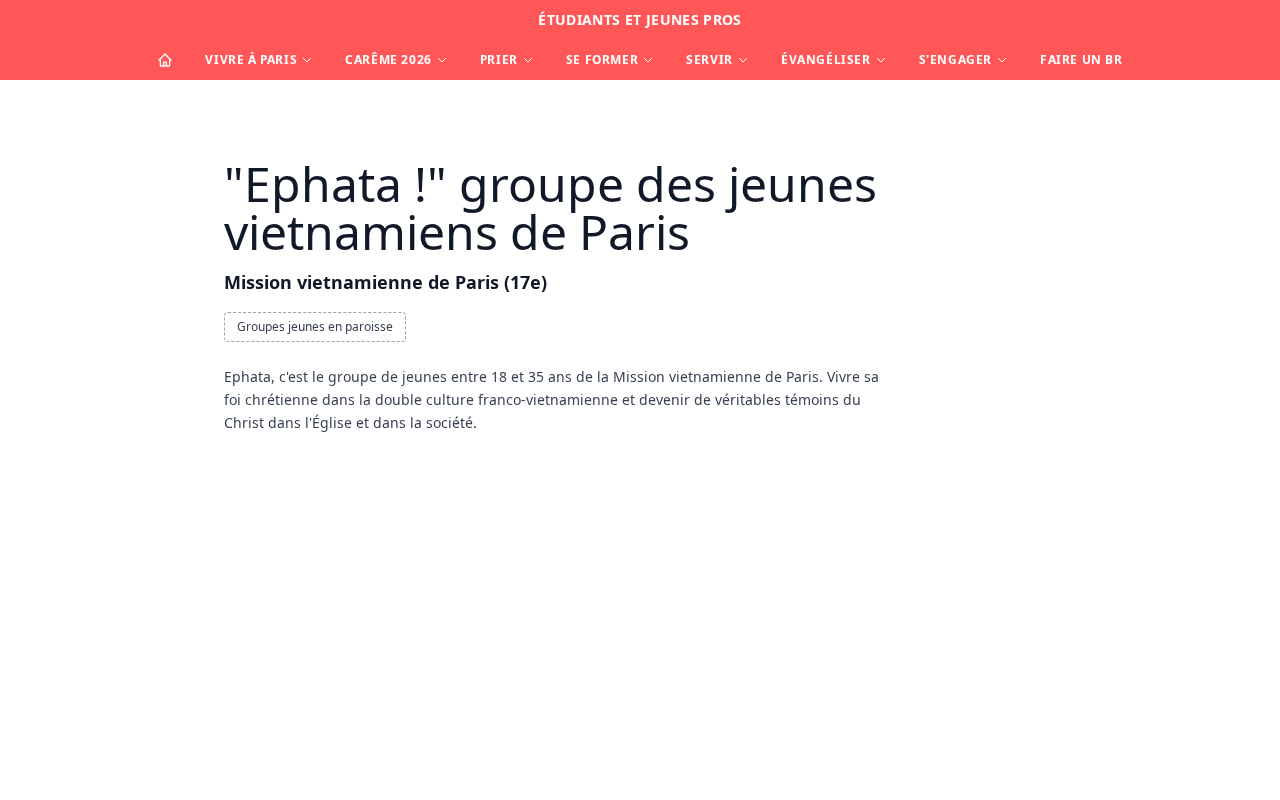 ÉTUDIANTS ET JEUNES PROS
VIVRE À PARIS CARÊME 2026 PRIER SE FORMER SERVIR ÉVANGÉLISER S'ENGAGER FAIRE UN BR
"Ephata !" groupe des jeunes
vietnamiens de Paris
Mission vietnamienne de Paris (17e)
Groupes jeunes en paroisse
Ephata, c'est le groupe de jeunes entre 18 et 35 ans de la Mission vietnamienne de Paris. Vivre sa
foi chrétienne dans la double culture franco-vietnamienne et devenir de véritables témoins du
Christ dans l'Église et dans la société.